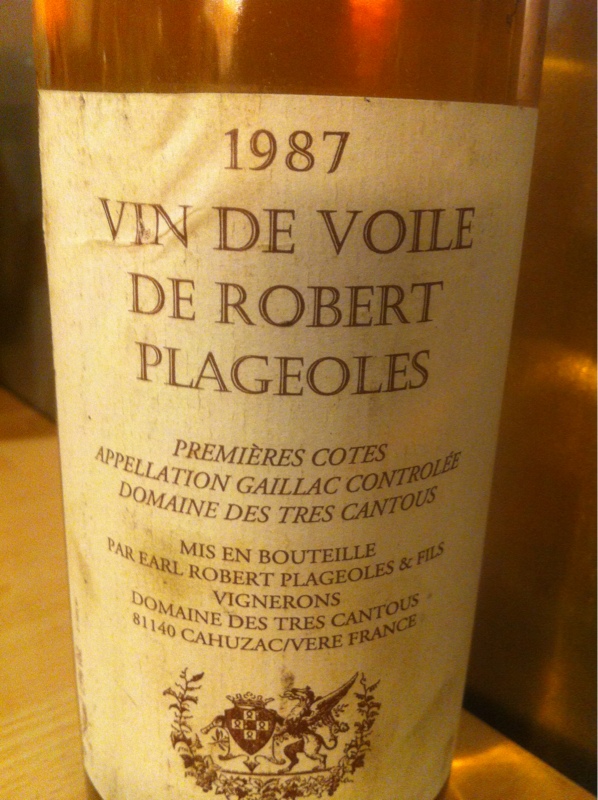 1987
VIN DE VOILE
DE ROBERT
PLAGEOLES
PREMIÈRES COTES
APPELLATION GAILLAC CONTROLÉE
DOMAINE DES TRES CANTOUS
MIS EN BOUTEILLE
PAR EARL ROBERT PLAGEOLES & FILS
VIGNERONS
DOMAINE DES TRES CANTOUS
81140 CAHUZAC/VERE FRANCE